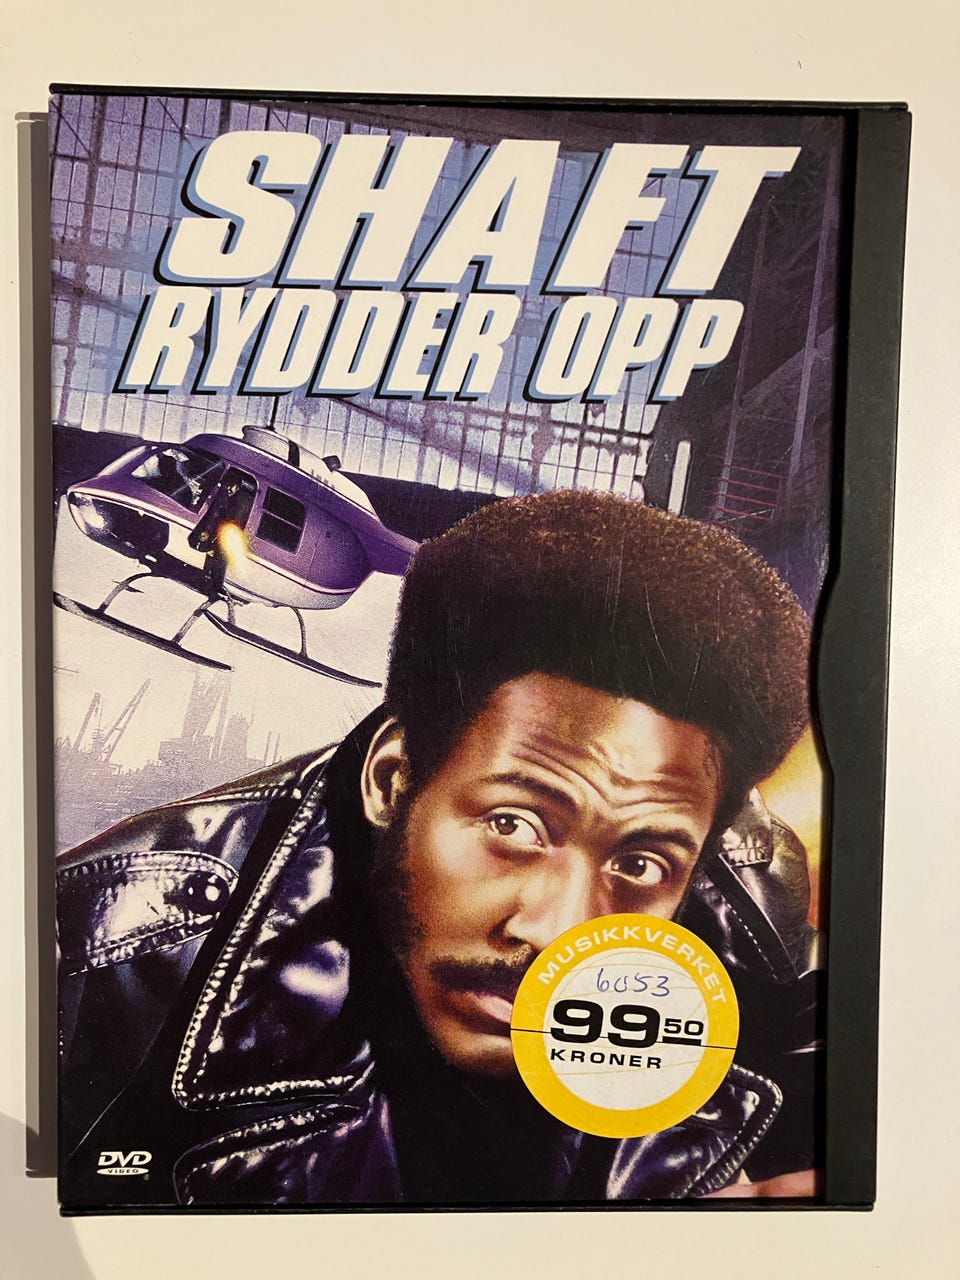 SHAFT
RYDDER OPP
MUSIKKVERKET
6053
99 50
KRONER
DVD
VIDEO